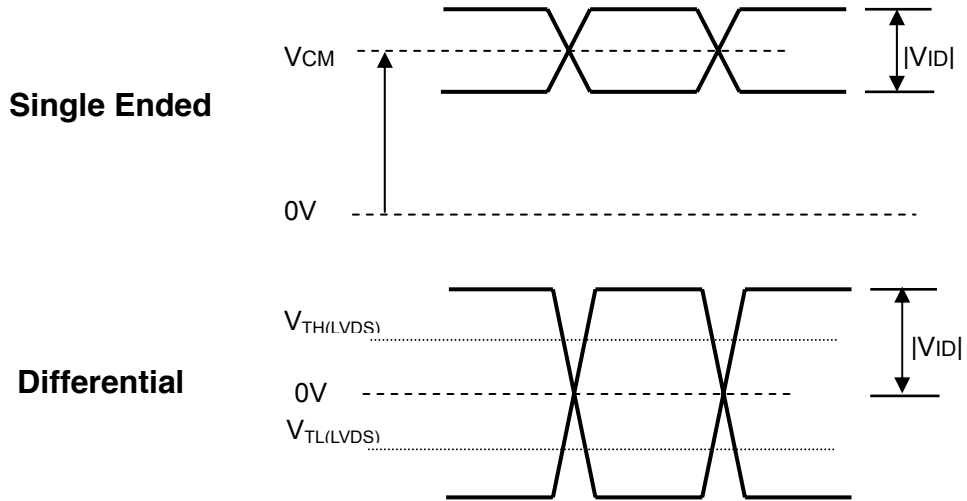 VCM
|VID|
Single Ended
0V
VTH(LVDS)
|VID|
Differential
0V
VTL(LVDS)